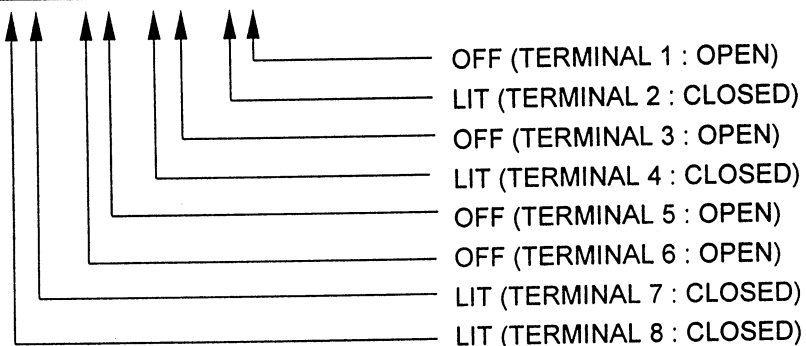 OFF (TERMINAL 1 : OPEN)
LIT (TERMINAL 2 : CLOSED)
OFF (TERMINAL 3 : OPEN)
LIT (TERMINAL 4 : CLOSED)
OFF (TERMINAL 5 : OPEN)
OFF (TERMINAL 6 : OPEN)
LIT (TERMINAL 7 : CLOSED)
LIT (TERMINAL 8 : CLOSED)